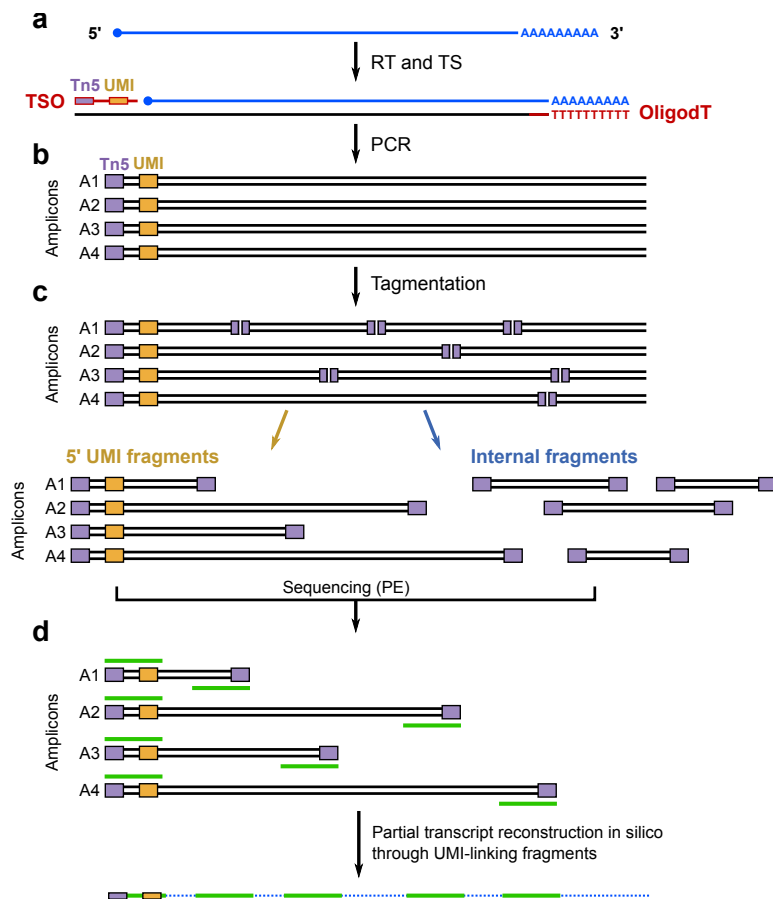 a
5' AAAAAAAAA 3'
RT and TS
Tn5 UMI
TSO AAAAAAAAA
TTTTTTTTTT OligodT
PCR
b
Tn5 UMI
Amplicons
A1
A2
A3
A4
Tagmentation
c
Amplicons
A1
A2
A3
A4
5' UMI fragments Internal fragments
Amplicons
A1
A2
A3
A4
Sequencing (PE)
d
Amplicons
A1
A2
A3
A4
Partial transcript reconstruction in silico
through UMI-linking fragments